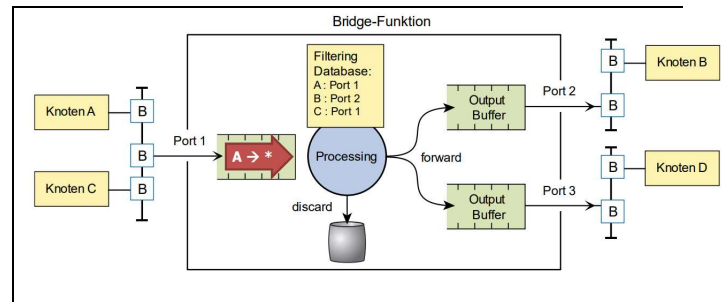 Bridge-Funktion
Filtering
Database:
A : Port 1
B : Port 2
C : Port 1
Knoten A
B
B
Knoten C
B
Port 1
A → *
Processing
discard
forward
Output
Buffer
Output
Buffer
Port 2
Port 3
B
Knoten B
B
B
Knoten D
B